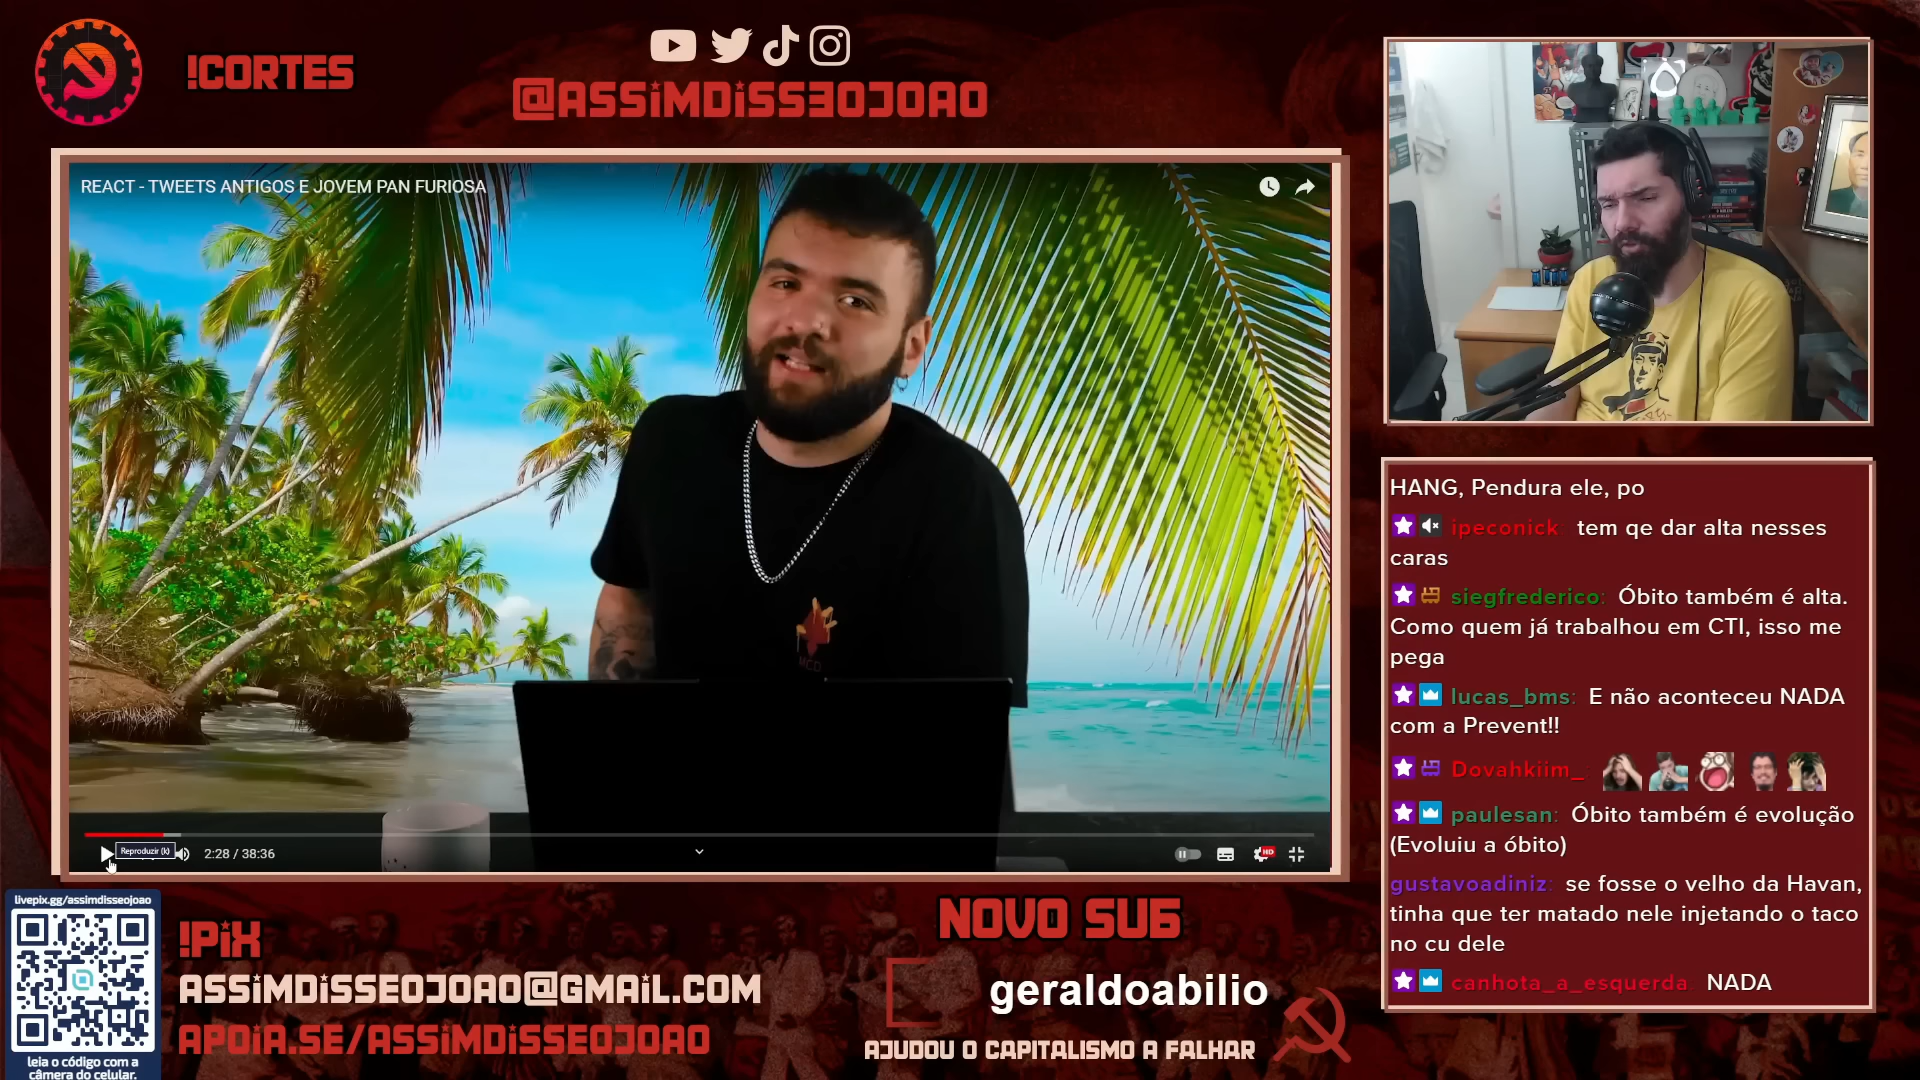 !CORTES
@ASSIMDISSEOJOAO
REACT - TWEETS ANTIGOS E JOVEM PAN FURIOSA
MCD
Reproduzir (k)
2:28 / 38:36
HD
HANG, Pendura ele, po
ipeconick: tem qe dar alta nesses
caras
siegfrederico: Óbito também é alta.
Como quem já trabalhou em CTI, isso me
pega
lucas_bms: E não aconteceu NADA
com a Prevent!!
Dovahkiim_:
paulesan: Óbito também é evolução
(Evoluiu a óbito)
gustavoadiniz: se fosse o velho da Havan,
tinha que ter matado nele injetando o taco
no cu dele
canhota_a_esquerda: NADA
livepix.gg/assimdisseojoao
leia o código com a
câmera do celular.
!PIX
ASSIMDISSEOJOAO@GMAIL.COM
APOIA.SE/ASSIMDISSEOJOAO
NOVO SUB
geraldoabilio
AJUDOU O CAPITALISMO A FALHAR